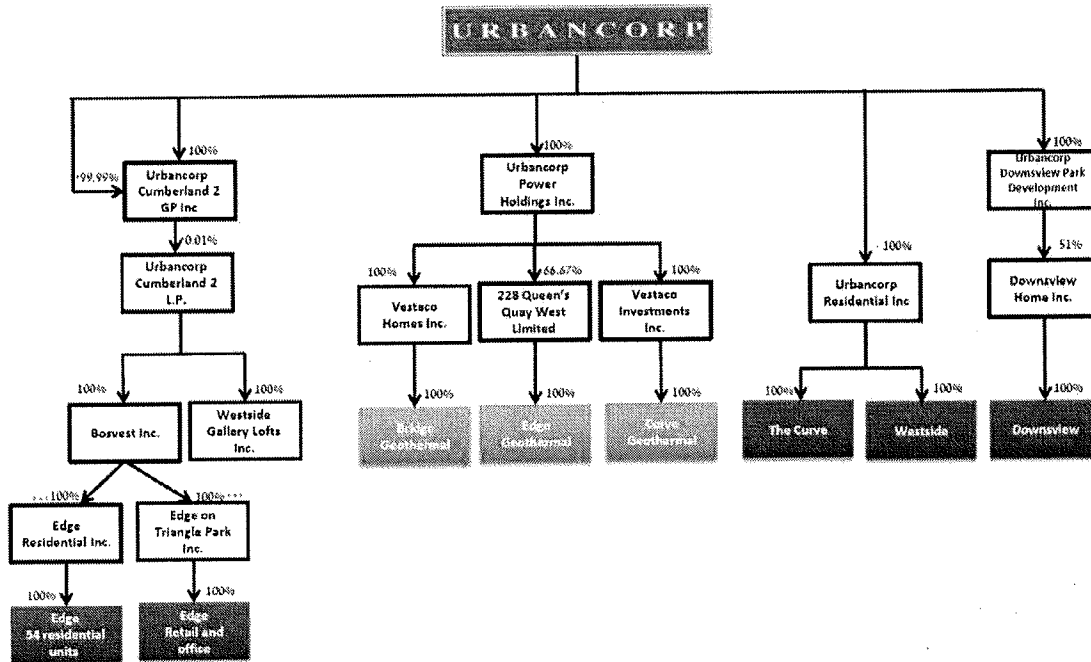 URBANCORP
100%
Urbancorp
Cumberland 2
GP Inc
99.99%
0.01%
Urbancorp
Cumberland 2
L.P.
100%
Bosvest Inc.
100%
Westside
Gallery Lofts
Inc.
100%
Edge
Residential Inc.
100%
Edge on
Triangle Park
Inc.
100%
Edge
54 residential
units
100%
Edge
Retail and
office
100%
Urbancorp
Power
Holdings Inc.
100%
Vestaco
Homes Inc.
66.67%
228 Queen's
Quay West
Limited
100%
Vestaco
Investments
Inc.
100%
Bridge
Geothermal
100%
Edge
Geothermal
100%
Curve
Geothermal
100%
Urbancorp
Residential Inc
100%
The Curve
100%
Westside
100%
Urbancorp
Downsview Park
Development
Inc.
51%
Downsview
Home Inc.
100%
Downsview